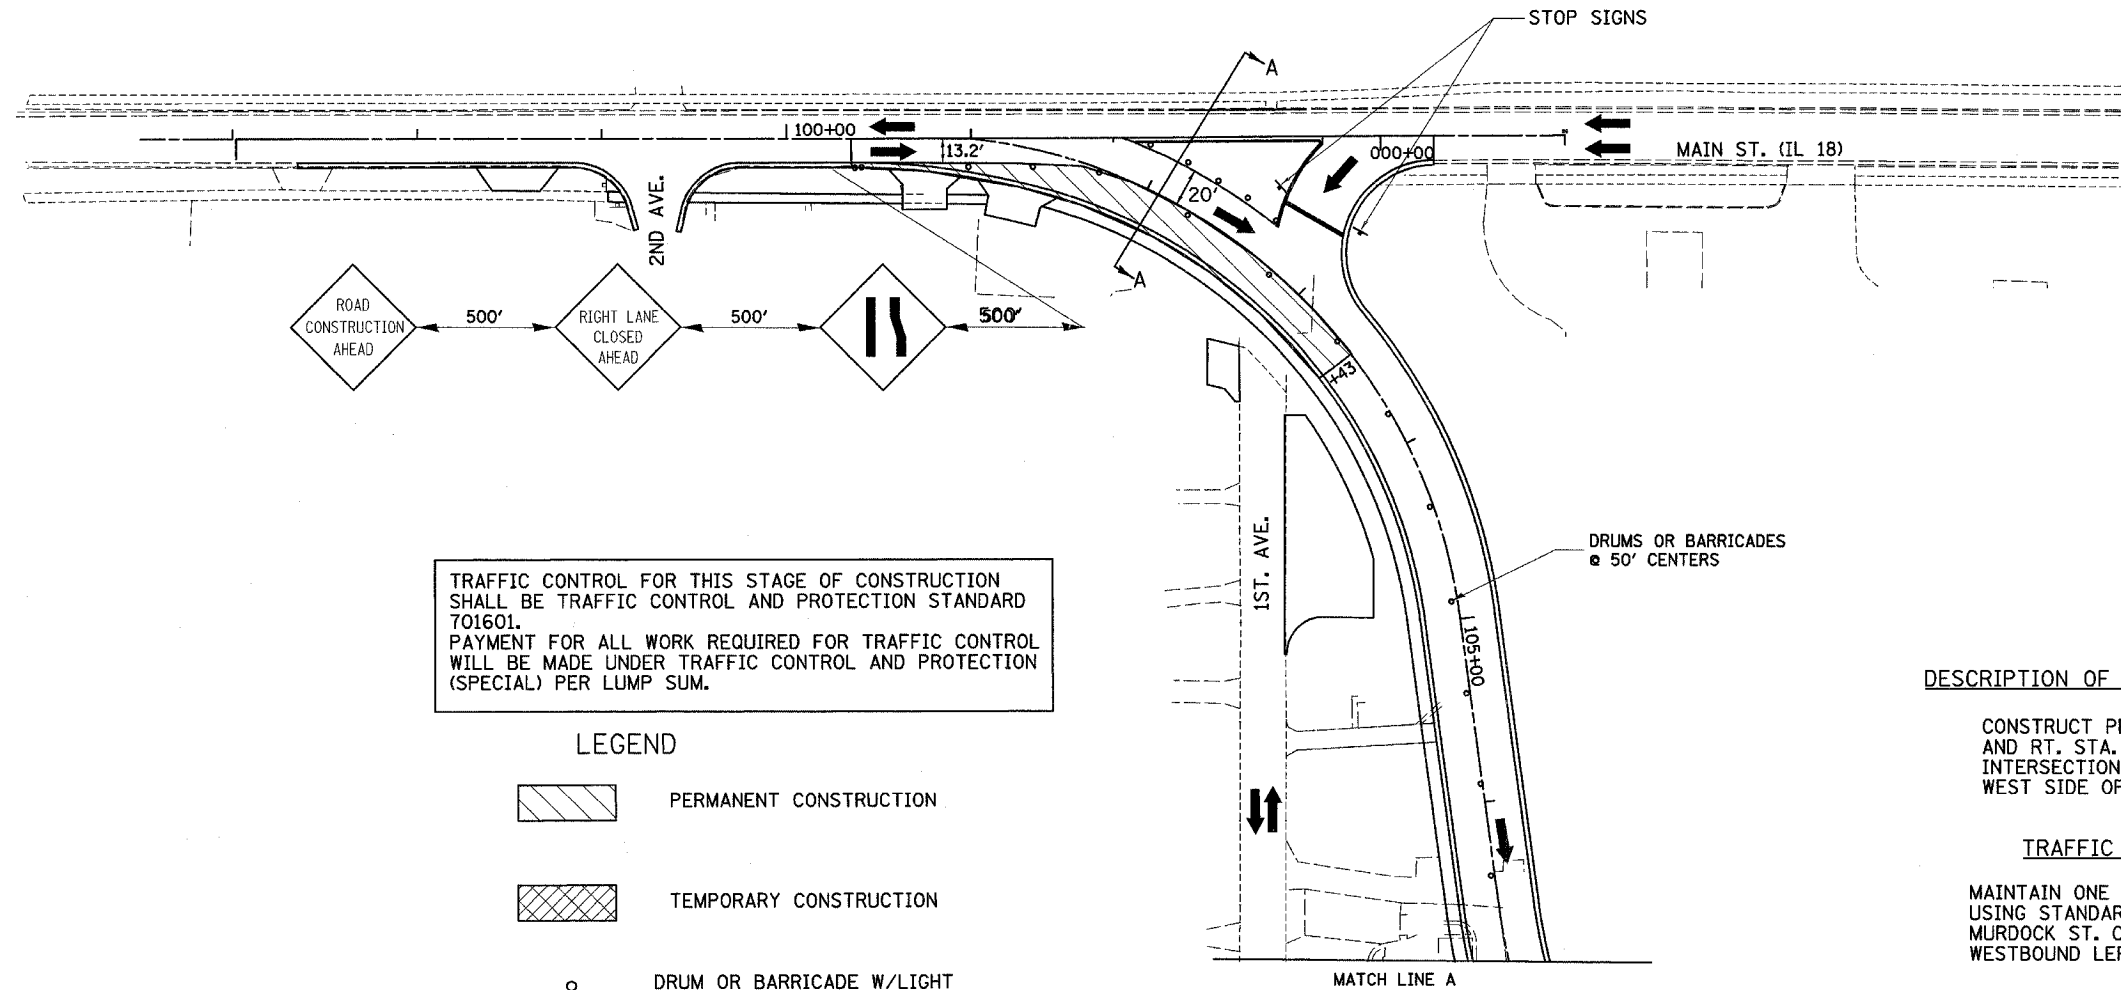 STOP SIGNS
A
100+00
13.2'
000+00
MAIN ST. (IL 18)
20'
A
2ND AVE.
ROAD
CONSTRUCTION
AHEAD
500'
RIGHT LANE
CLOSED
AHEAD
500'
500'
+43
1ST. AVE.
DRUMS OR BARRICADES
@ 50' CENTERS
105+00
TRAFFIC CONTROL FOR THIS STAGE OF CONSTRUCTION
SHALL BE TRAFFIC CONTROL AND PROTECTION STANDARD
701601.
PAYMENT FOR ALL WORK REQUIRED FOR TRAFFIC CONTROL
WILL BE MADE UNDER TRAFFIC CONTROL AND PROTECTION
(SPECIAL) PER LUMP SUM.
LEGEND
PERMANENT CONSTRUCTION
TEMPORARY CONSTRUCTION
DRUM OR BARRICADE W/LIGHT
MATCH LINE A
DESCRIPTION OF
CONSTRUCT
AND RT. STA.
INTERSECTION
WEST SIDE
TRAFFIC
MAINTAIN ONE
USING
MURDOCK ST.
WESTBOUND